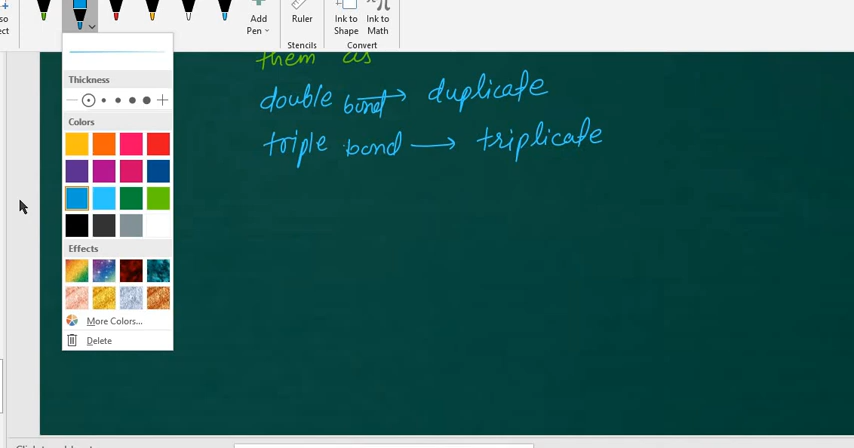 Add
Pen
Ruler
Ink to
Shape
Ink to
Math
Stencils
Convert
Thickness
Colors
Effects
More Colors...
Delete
them as
double bond → duplicate
triple bond → triplicate